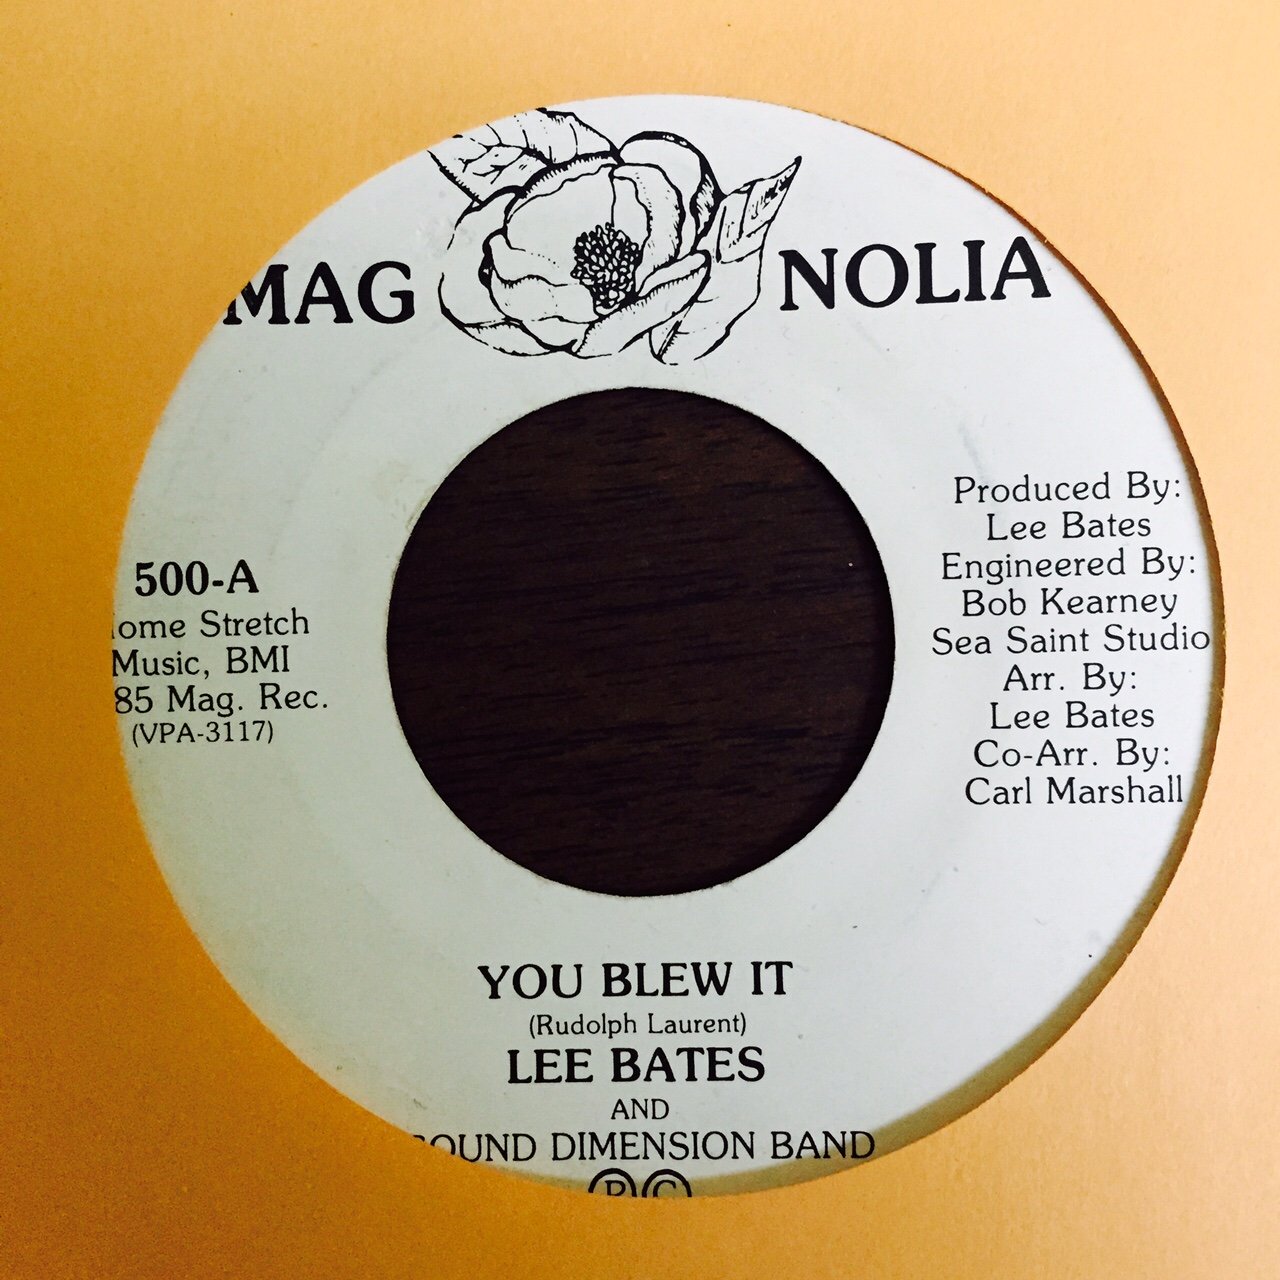 MAG NOLIA
500-A
ome Stretch
Music, BMI
85 Mag. Rec.
(VPA-3117)
Produced By:
Lee Bates
Engineered By:
Bob Kearney
Sea Saint Studio
Arr. By:
Lee Bates
Co-Arr. By:
Carl Marshall
YOU BLEW IT
(Rudolph Laurent)
LEE BATES
AND
OUND DIMENSION BAND
Ⓟ ©